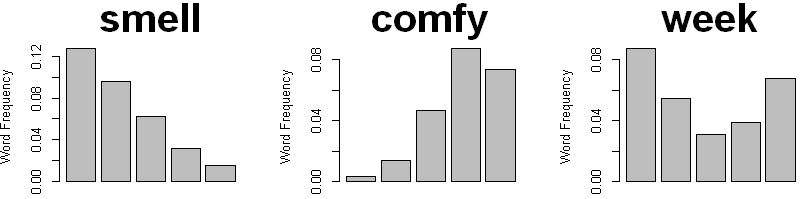 smell
Word Frequency
0.00 0.04 0.08 0.12
comfy
Word Frequency
0.00 0.04 0.08
week
Word Frequency
0.00 0.04 0.08